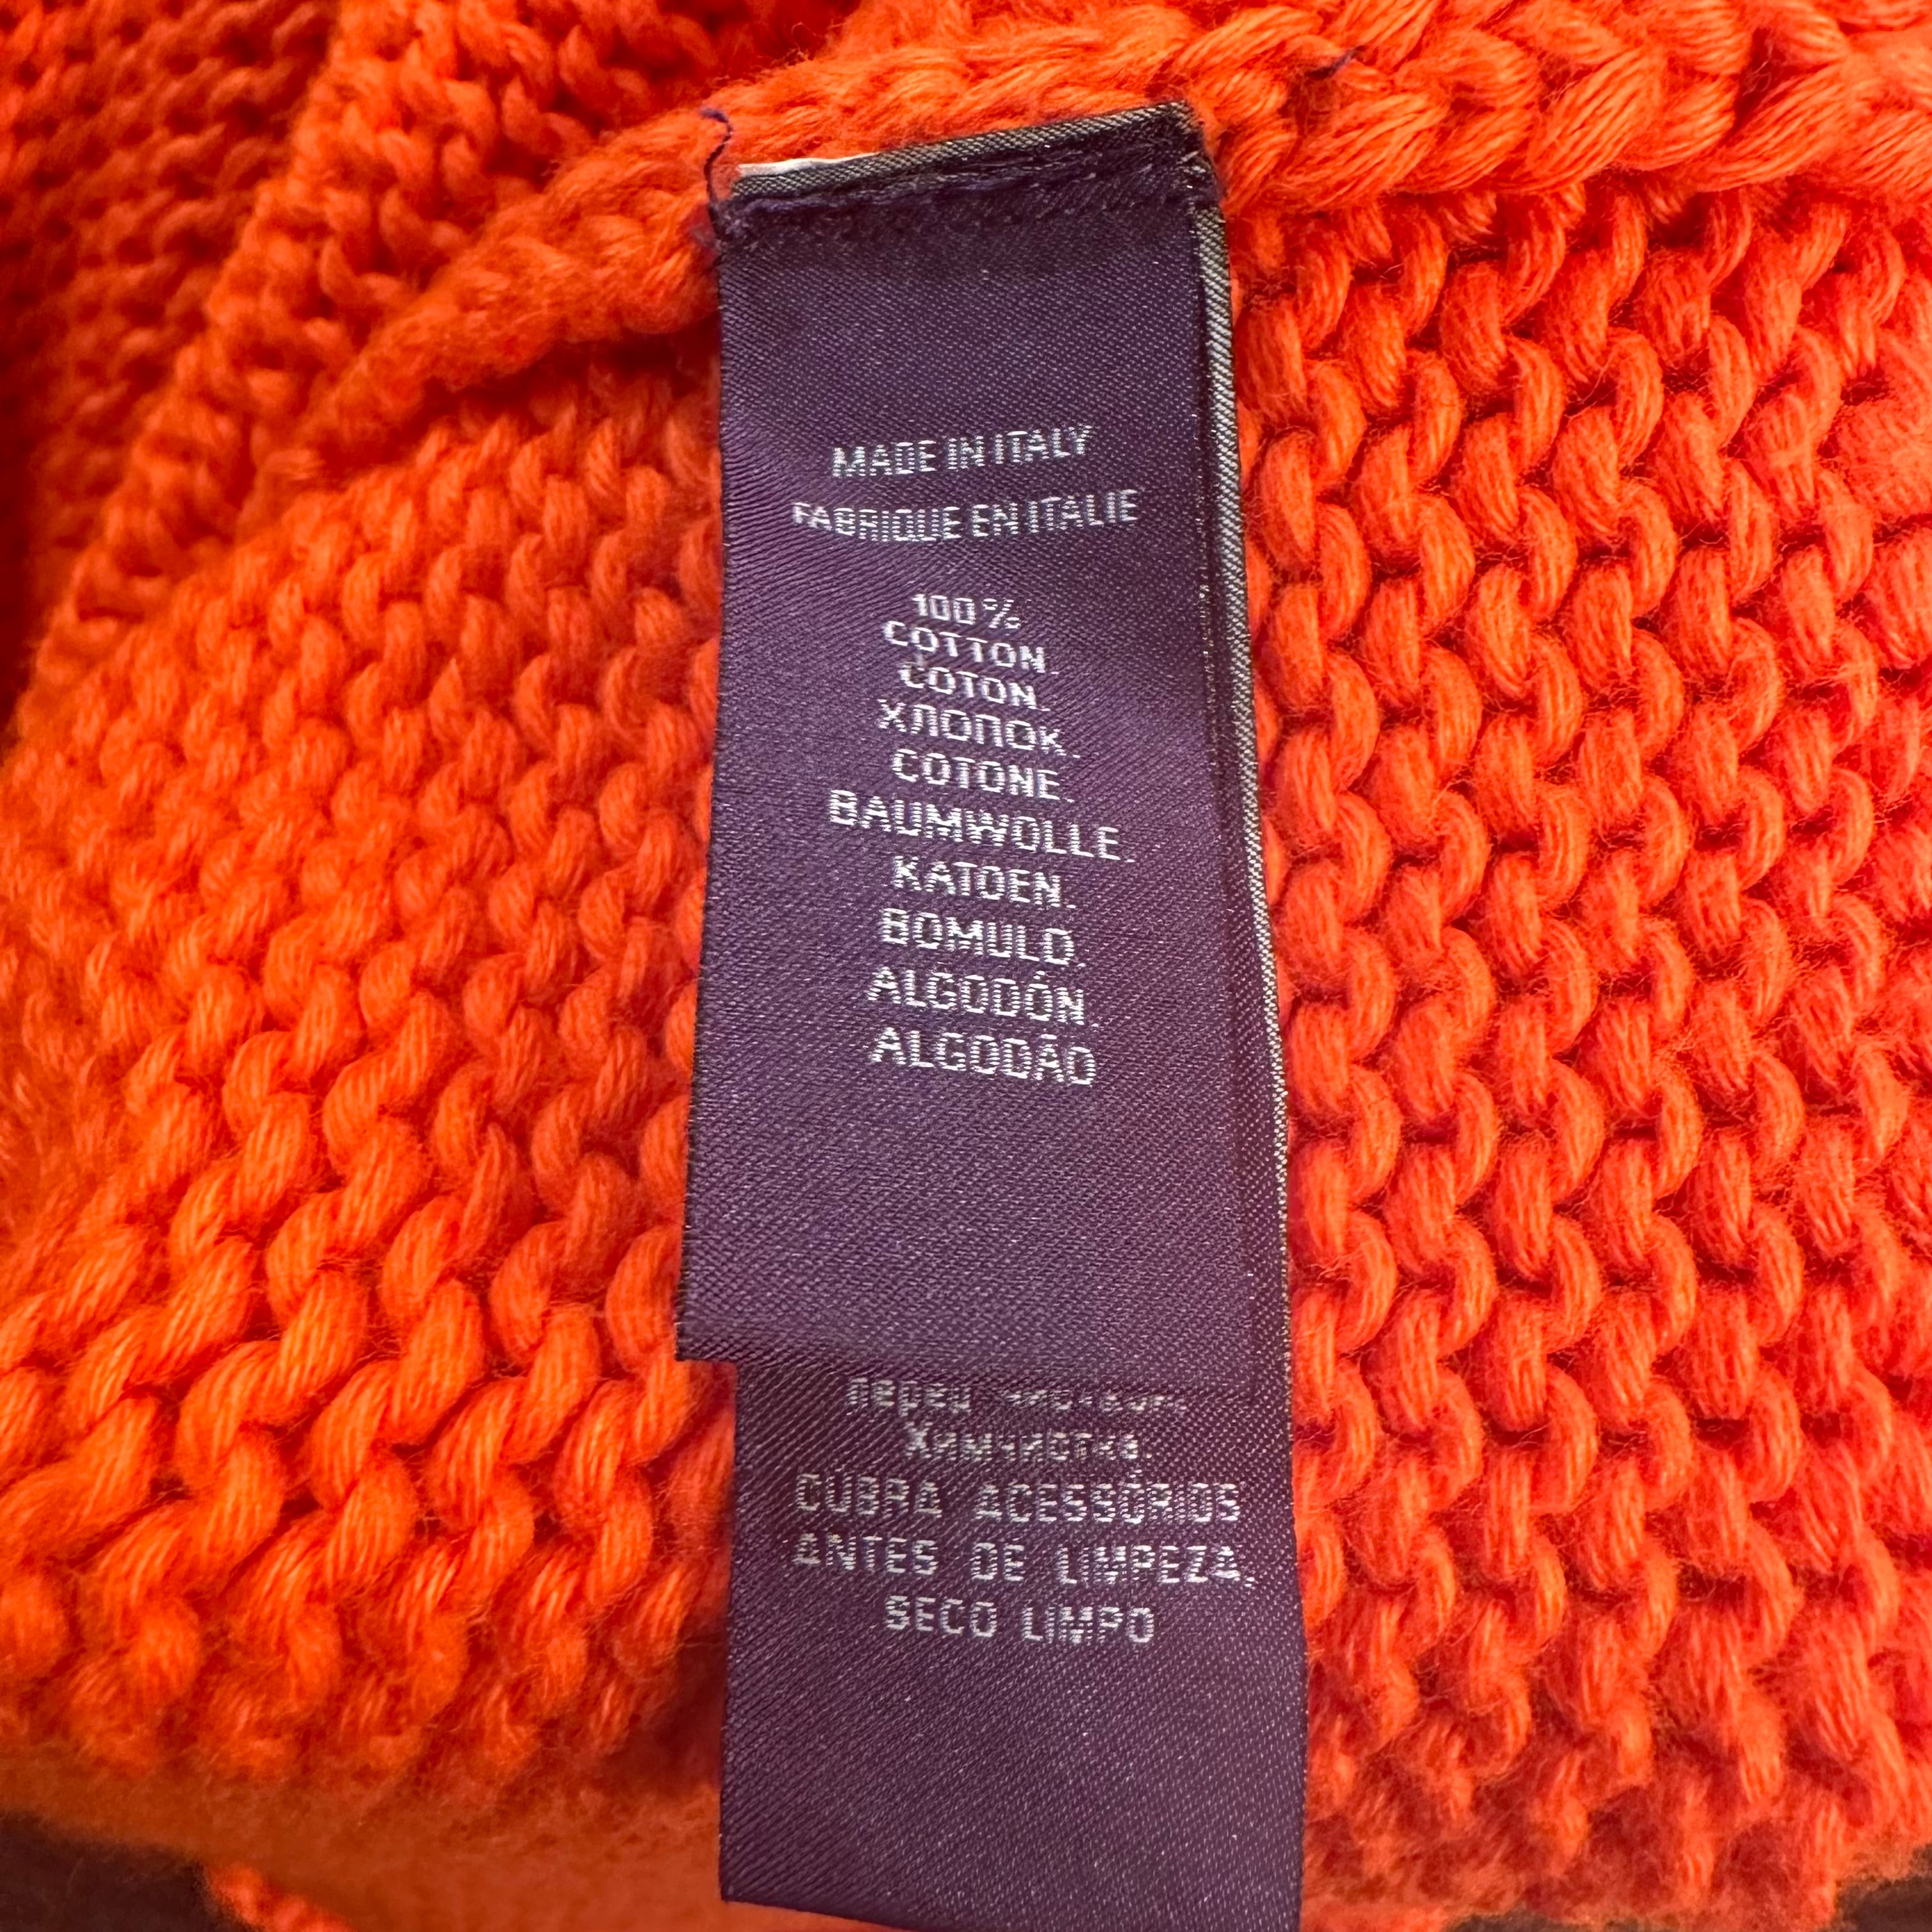 MADE IN ITALY
FABRIQUE EN ITALIE
100 %
COTTON.
COTON.
ХЛОПОК.
COTONE.
BAUMWOLLE.
KATOEN.
BOMULD.
ALGODÓN.
ALGODÃO
перед
Химчистка
CUBRA ACESSÓRIOS
ANTES DE LIMPEZA.
SECO LIMPO